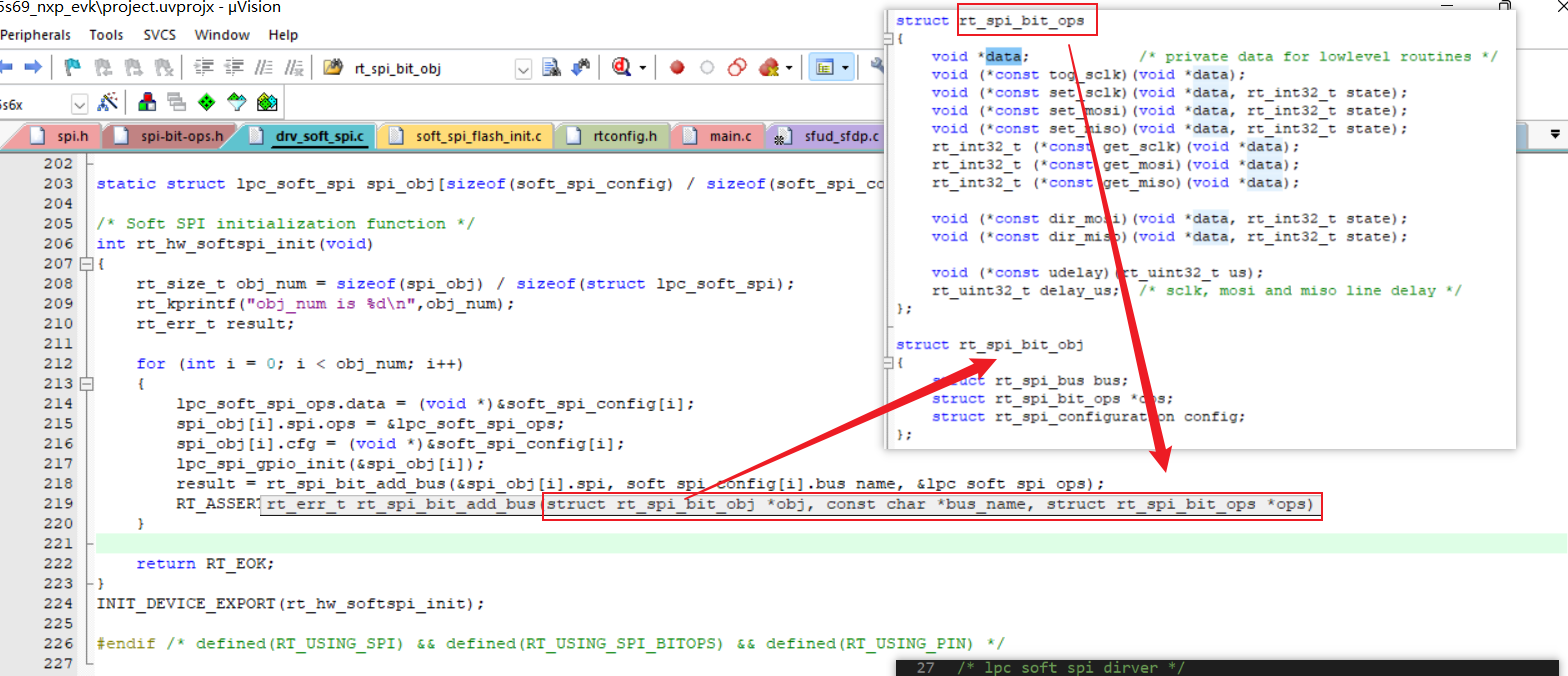 5s69_nxp_evk\project.uvprojx - µVision
Peripherals Tools SVCS Window Help
rt_spi_bit_obj
5s6x
spi.h spi-bit-ops.h drv_soft_spi.c soft_spi_flash_init.c rtconfig.h main.c sfud_sfdp.c
202
203 static struct lpc_soft_spi spi_obj[sizeof(soft_spi_config) / sizeof(soft_spi_co
204
205 /* Soft SPI initialization function */
206 int rt_hw_softspi_init(void)
207 {
208 rt_size_t obj_num = sizeof(spi_obj) / sizeof(struct lpc_soft_spi);
209 rt_kprintf("obj_num is %d\n",obj_num);
210 rt_err_t result;
211
212 for (int i = 0; i < obj_num; i++)
213 {
214 lpc_soft_spi_ops.data = (void *)&soft_spi_config[i];
215 spi_obj[i].spi.ops = &lpc_soft_spi_ops;
216 spi_obj[i].cfg = (void *)&soft_spi_config[i];
217 lpc_spi_gpio_init(&spi_obj[i]);
218 result = rt_spi_bit_add_bus(&spi_obj[i].spi, soft_spi_config[i].bus_name, &lpc_soft_spi_ops);
219 RT_ASSERT
rt_err_t rt_spi_bit_add_bus(struct rt_spi_bit_obj *obj, const char *bus_name, struct rt_spi_bit_ops *ops)
220 }
221
222 return RT_EOK;
223 }
224 INIT_DEVICE_EXPORT(rt_hw_softspi_init);
225
226 #endif /* defined(RT_USING_SPI) && defined(RT_USING_SPI_BITOPS) && defined(RT_USING_PIN) */
227
struct rt_spi_bit_ops
{
void *data; /* private data for lowlevel routines */
void (*const tog_sclk)(void *data);
void (*const set_sclk)(void *data, rt_int32_t state);
void (*const set_mosi)(void *data, rt_int32_t state);
void (*const set_miso)(void *data, rt_int32_t state);
rt_int32_t (*const get_sclk)(void *data);
rt_int32_t (*const get_mosi)(void *data);
rt_int32_t (*const get_miso)(void *data);
void (*const dir_mosi)(void *data, rt_int32_t state);
void (*const dir_miso)(void *data, rt_int32_t state);
void (*const udelay)(rt_uint32_t us);
rt_uint32_t delay_us; /* sclk, mosi and miso line delay */
};
struct rt_spi_bit_obj
{
struct rt_spi_bus bus;
struct rt_spi_bit_ops *ops;
struct rt_spi_configuration config;
};
27 /* lpc soft spi dirver */